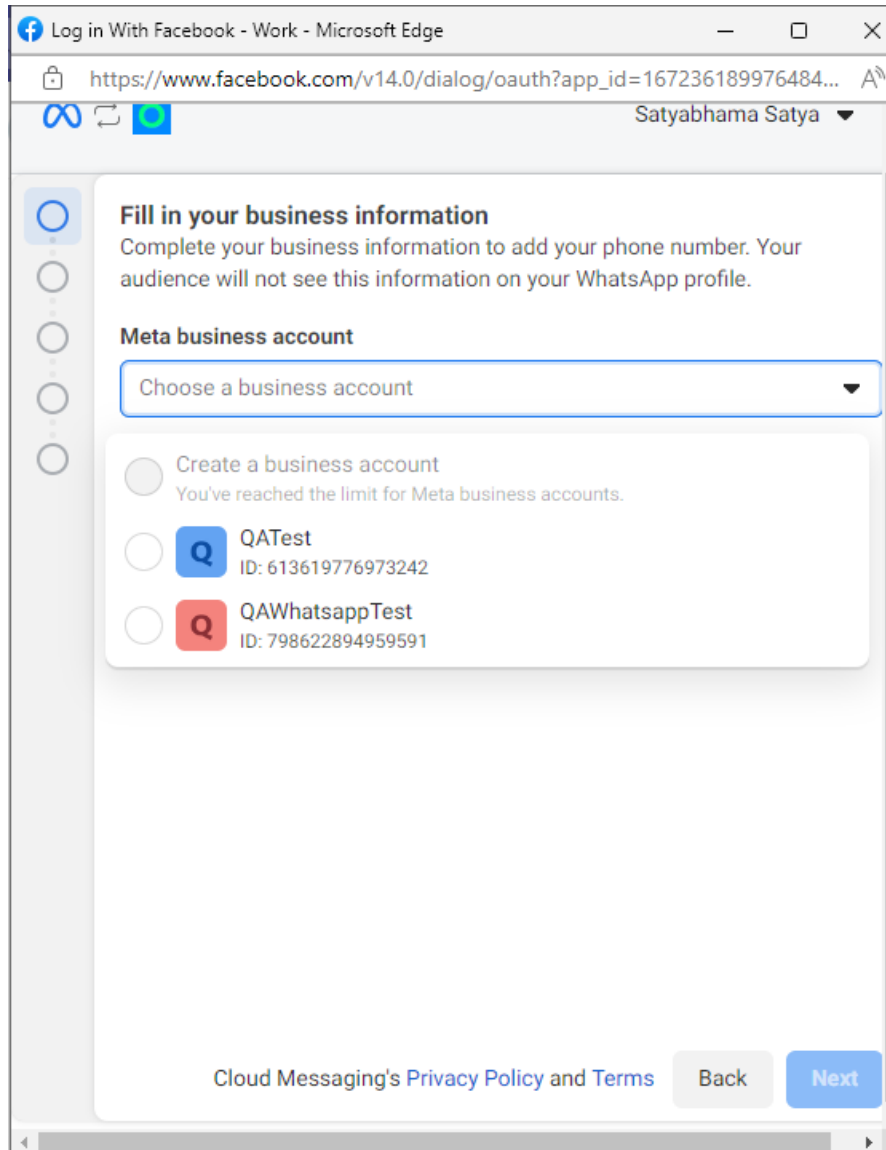 Log in With Facebook - Work - Microsoft Edge
https://www.facebook.com/v14.0/dialog/oauth?app_id=167236189976484...
Satyabhama Satya
Fill in your business information
Complete your business information to add your phone number. Your
audience will not see this information on your WhatsApp profile.
Meta business account
Choose a business account
Create a business account
You've reached the limit for Meta business accounts.
Q
QATest
ID: 613619776973242
Q
QAWhatsappTest
ID: 798622894959591
Cloud Messaging's Privacy Policy and Terms
Back
Next